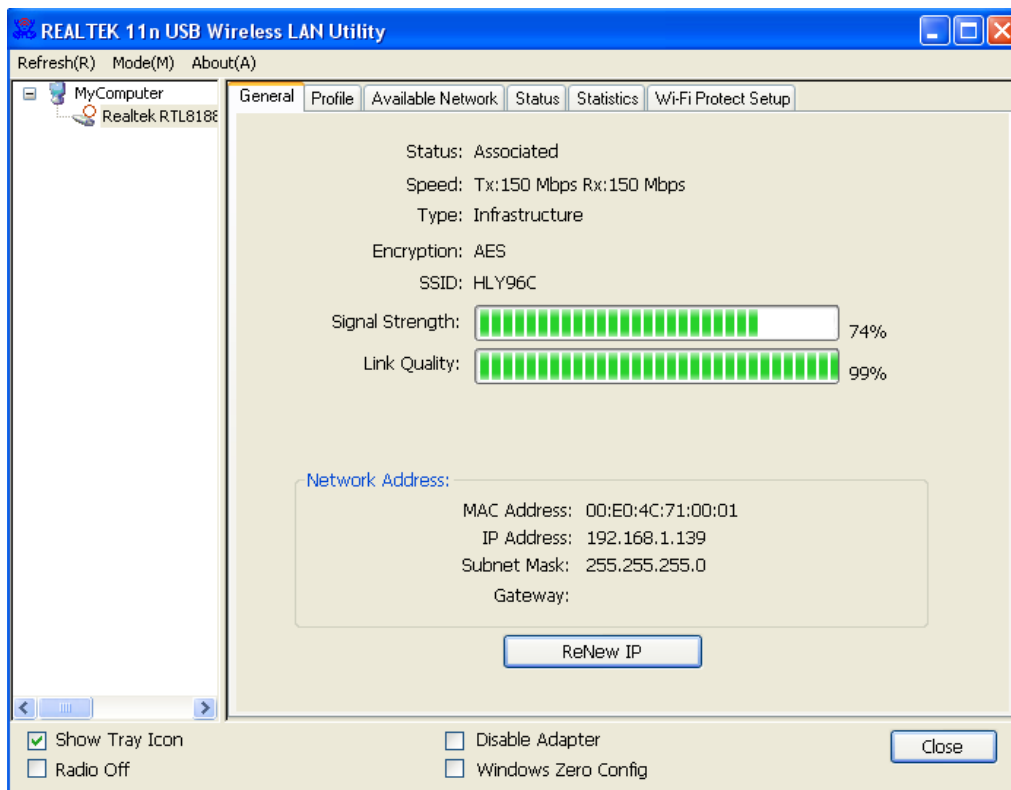 REALTEK 11n USB Wireless LAN Utility
Refresh(R) Mode(M) About(A)
MyComputer
Realtek RTL8188
General Profile Available Network Status Statistics Wi-Fi Protect Setup
Status: Associated
Speed: Tx:150 Mbps Rx:150 Mbps
Type: Infrastructure
Encryption: AES
SSID: HLY96C
Signal Strength: 74%
Link Quality: 99%
Network Address:
MAC Address: 00:E0:4C:71:00:01
IP Address: 192.168.1.139
Subnet Mask: 255.255.255.0
Gateway:
ReNew IP
Show Tray Icon
Radio Off
Disable Adapter
Windows Zero Config
Close